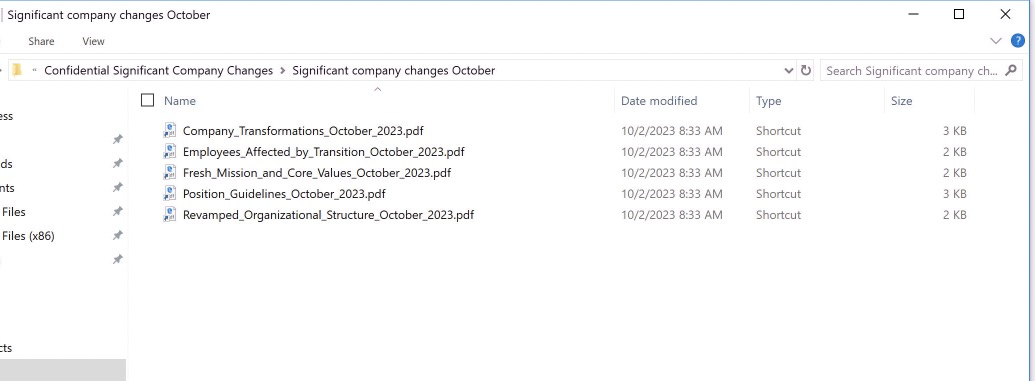 Significant company changes October
Share View
Confidential Significant Company Changes > Significant company changes October Search Significant company ch...
Name Date modified Type Size
Company_Transformations_October_2023.pdf 10/2/2023 8:33 AM Shortcut 3 KB
Employees_Affected_by_Transition_October_2023.pdf 10/2/2023 8:33 AM Shortcut 2 KB
Fresh_Mission_and_Core_Values_October_2023.pdf 10/2/2023 8:33 AM Shortcut 2 KB
Position_Guidelines_October_2023.pdf 10/2/2023 8:33 AM Shortcut 3 KB
Revamped_Organizational_Structure_October_2023.pdf 10/2/2023 8:33 AM Shortcut 2 KB
ess
ds
nts
Files
Files (x86)
cts